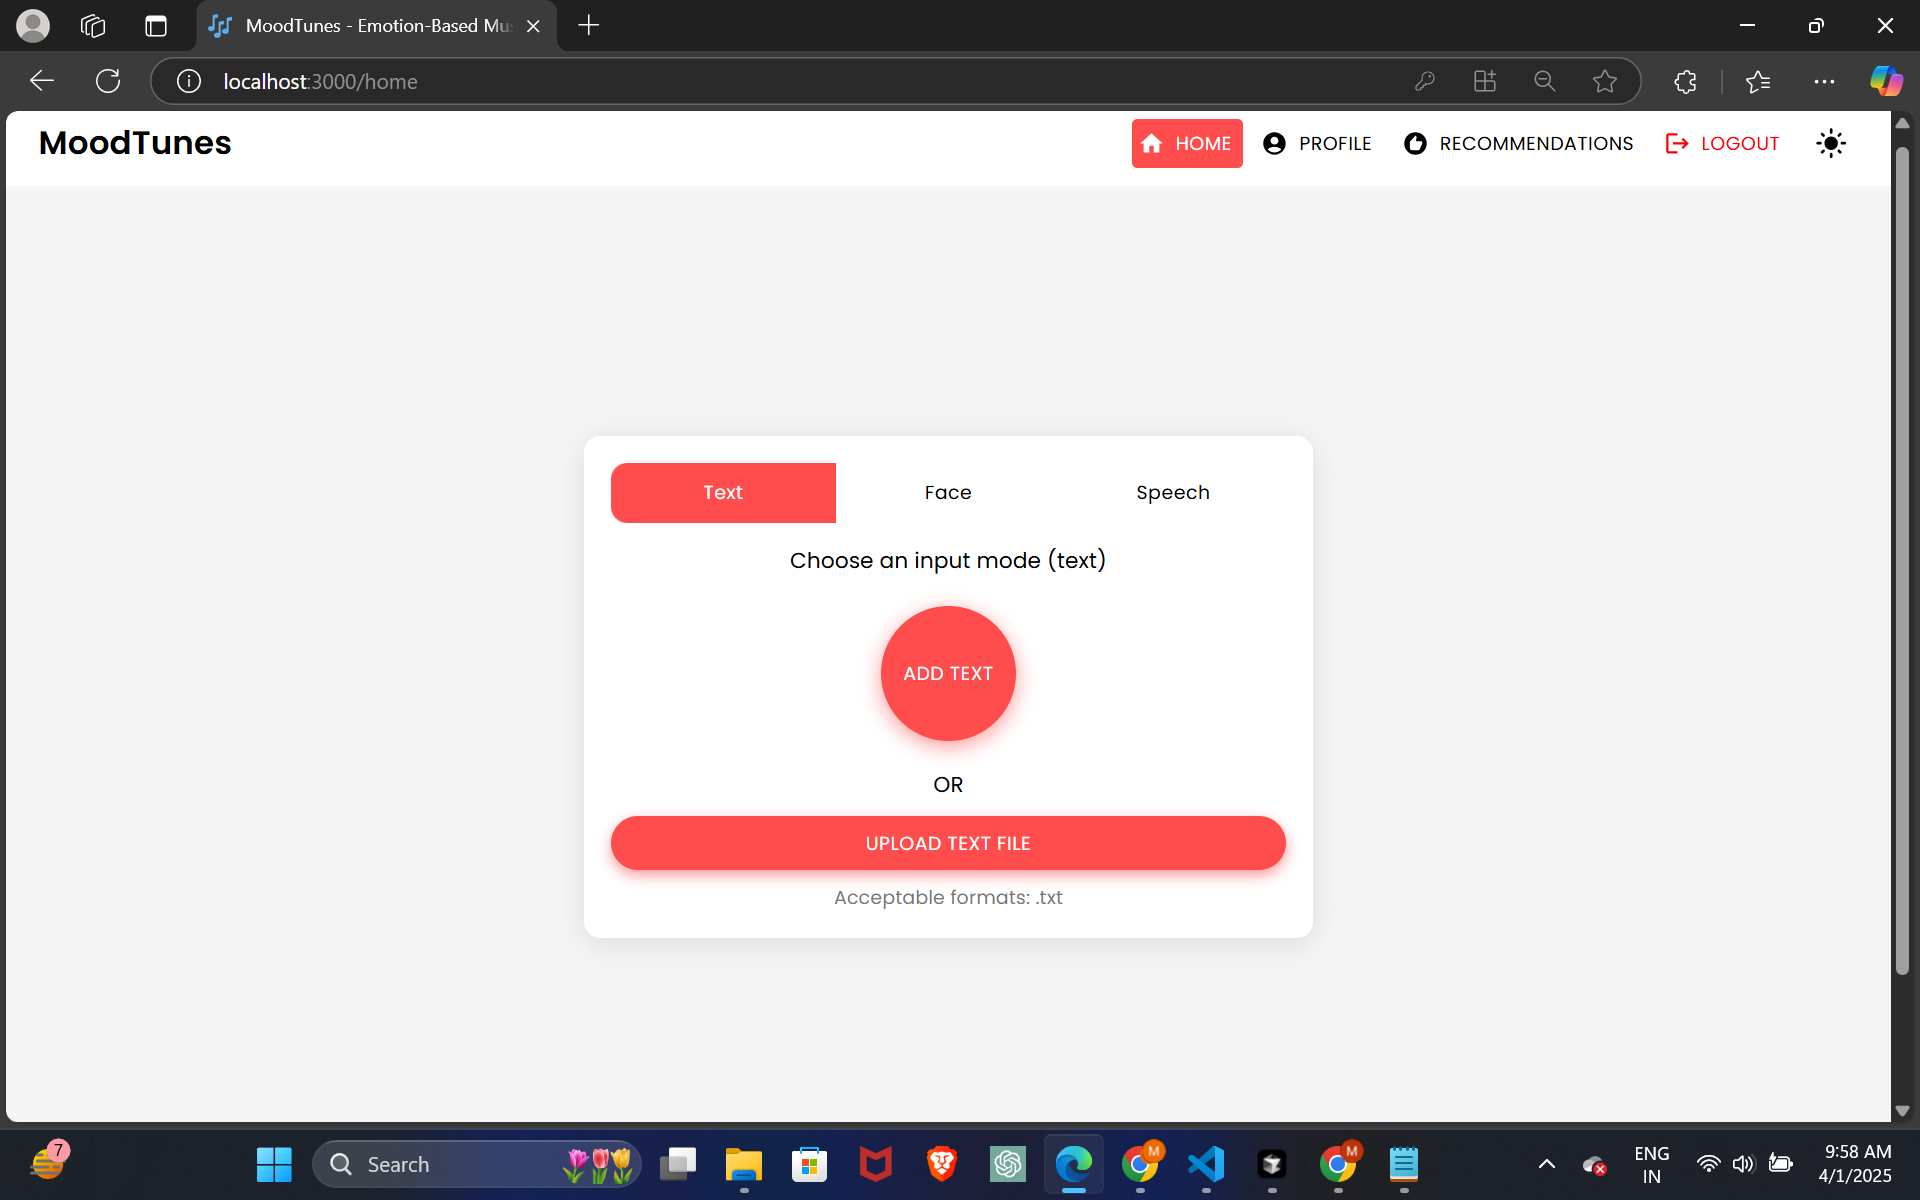 MoodTunes - Emotion-Based Mu
localhost:3000/home
MoodTunes
HOME
PROFILE
RECOMMENDATIONS
LOGOUT
Text
Face
Speech
Choose an input mode (text)
ADD TEXT
OR
UPLOAD TEXT FILE
Acceptable formats: .txt
7
Search
M
M
ENG
IN
9:58 AM
4/1/2025